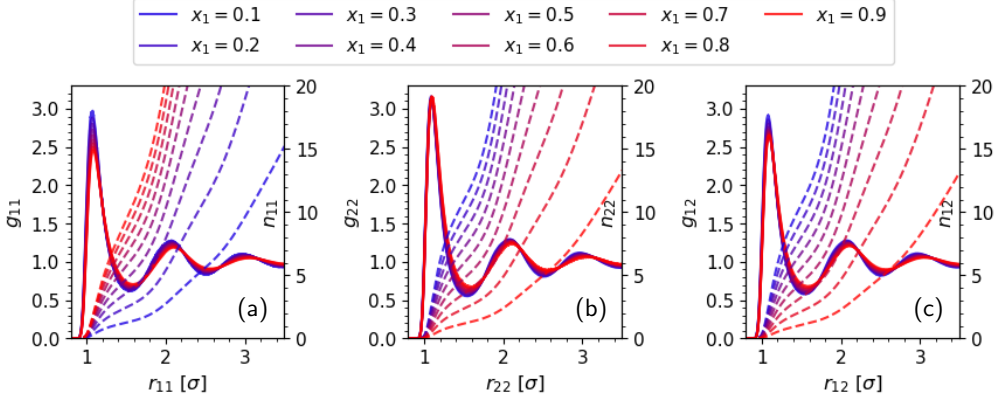 x₁ = 0.1 x₁ = 0.3 x₁ = 0.5 x₁ = 0.7 x₁ = 0.9
x₁ = 0.2 x₁ = 0.4 x₁ = 0.6 x₁ = 0.8
g₁₁
3.0
2.5
2.0
1.5
1.0
0.5
0.0
1 2 3
r₁₁ [σ]
20
15
10
5
0
n₁₁
(a)
g₂₂
3.0
2.5
2.0
1.5
1.0
0.5
0.0
1 2 3
r₂₂ [σ]
20
15
10
5
0
n₂₂
(b)
g₁₂
3.0
2.5
2.0
1.5
1.0
0.5
0.0
1 2 3
r₁₂ [σ]
20
15
10
5
0
n₁₂
(c)